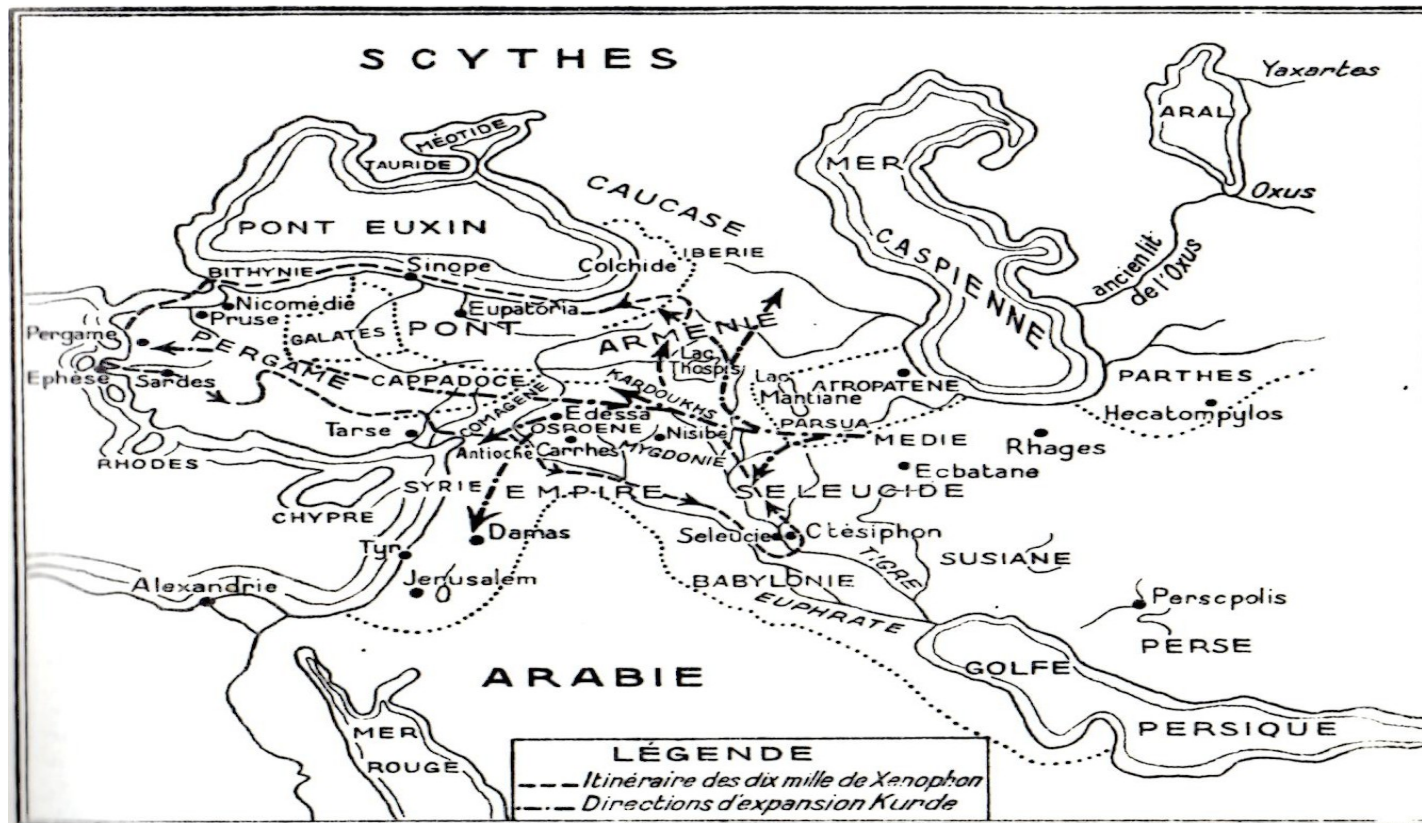 SCYTHES
Yaxartes
ARAL
MÉOTIDE
TAURIDE
MER
CASPIENNE
CAUCASE
Oxus
PONT EUXIN
IBERIE
ancien lit
de l'Oxus
BITHYNIE
Sinope
Colchide
Nicomédie
Pruse
Eupatoria
PONT
GALATES
Pergame
PERGAME
ARMENIE
Lac
Thospis
Ephèse
Sardes
CAPPADOCE
KARDOUKHS
Lac
Mantiane
ATROPATENE
PARTHES
COMAGENE
Edessa
PARSUA
Hecatompylos
Tarse
OSROENE
Nisibe
MEDIE
Rhages
Antioche
Carrhes
MYGDONIÉ
RHODES
Ecbatane
SYRIE
EMPIRE
SELEUCIDE
CHYPRE
Damas
Seleucie
Ctésiphon
Tyr
TIGRE
SUSIANE
Jerusalem
Alexandrie
BABYLONIE
EUPHRATE
Perscpolis
PERSE
ARABIE
GOLFE
PERSIQUE
MER
ROUGE
LÉGENDE
Itinéraire des dix mille de Xenophon
Directions d'expansion Kurde